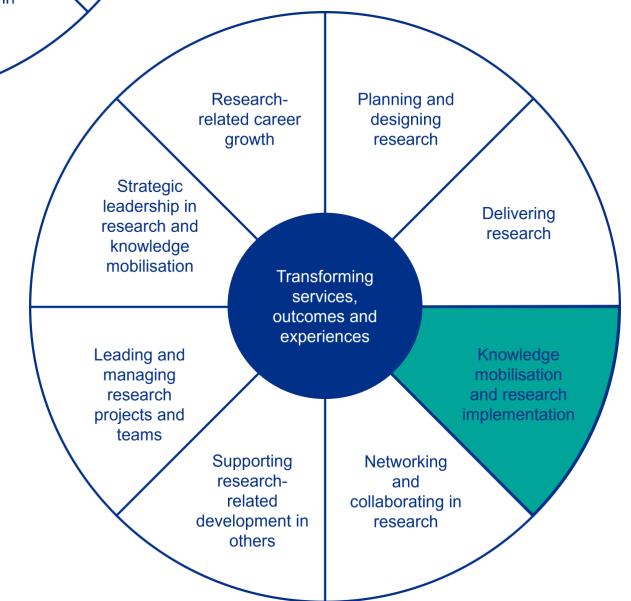 in
Research-
related career
growth
Planning and
designing
research
Delivering
research
Knowledge
mobilisation
and research
implementation
Networking
and
collaborating in
research
Supporting
research-
related
development in
others
Leading and
managing
research
projects and
teams
Strategic
leadership in
research and
knowledge
mobilisation
Transforming
services,
outcomes and
experiences